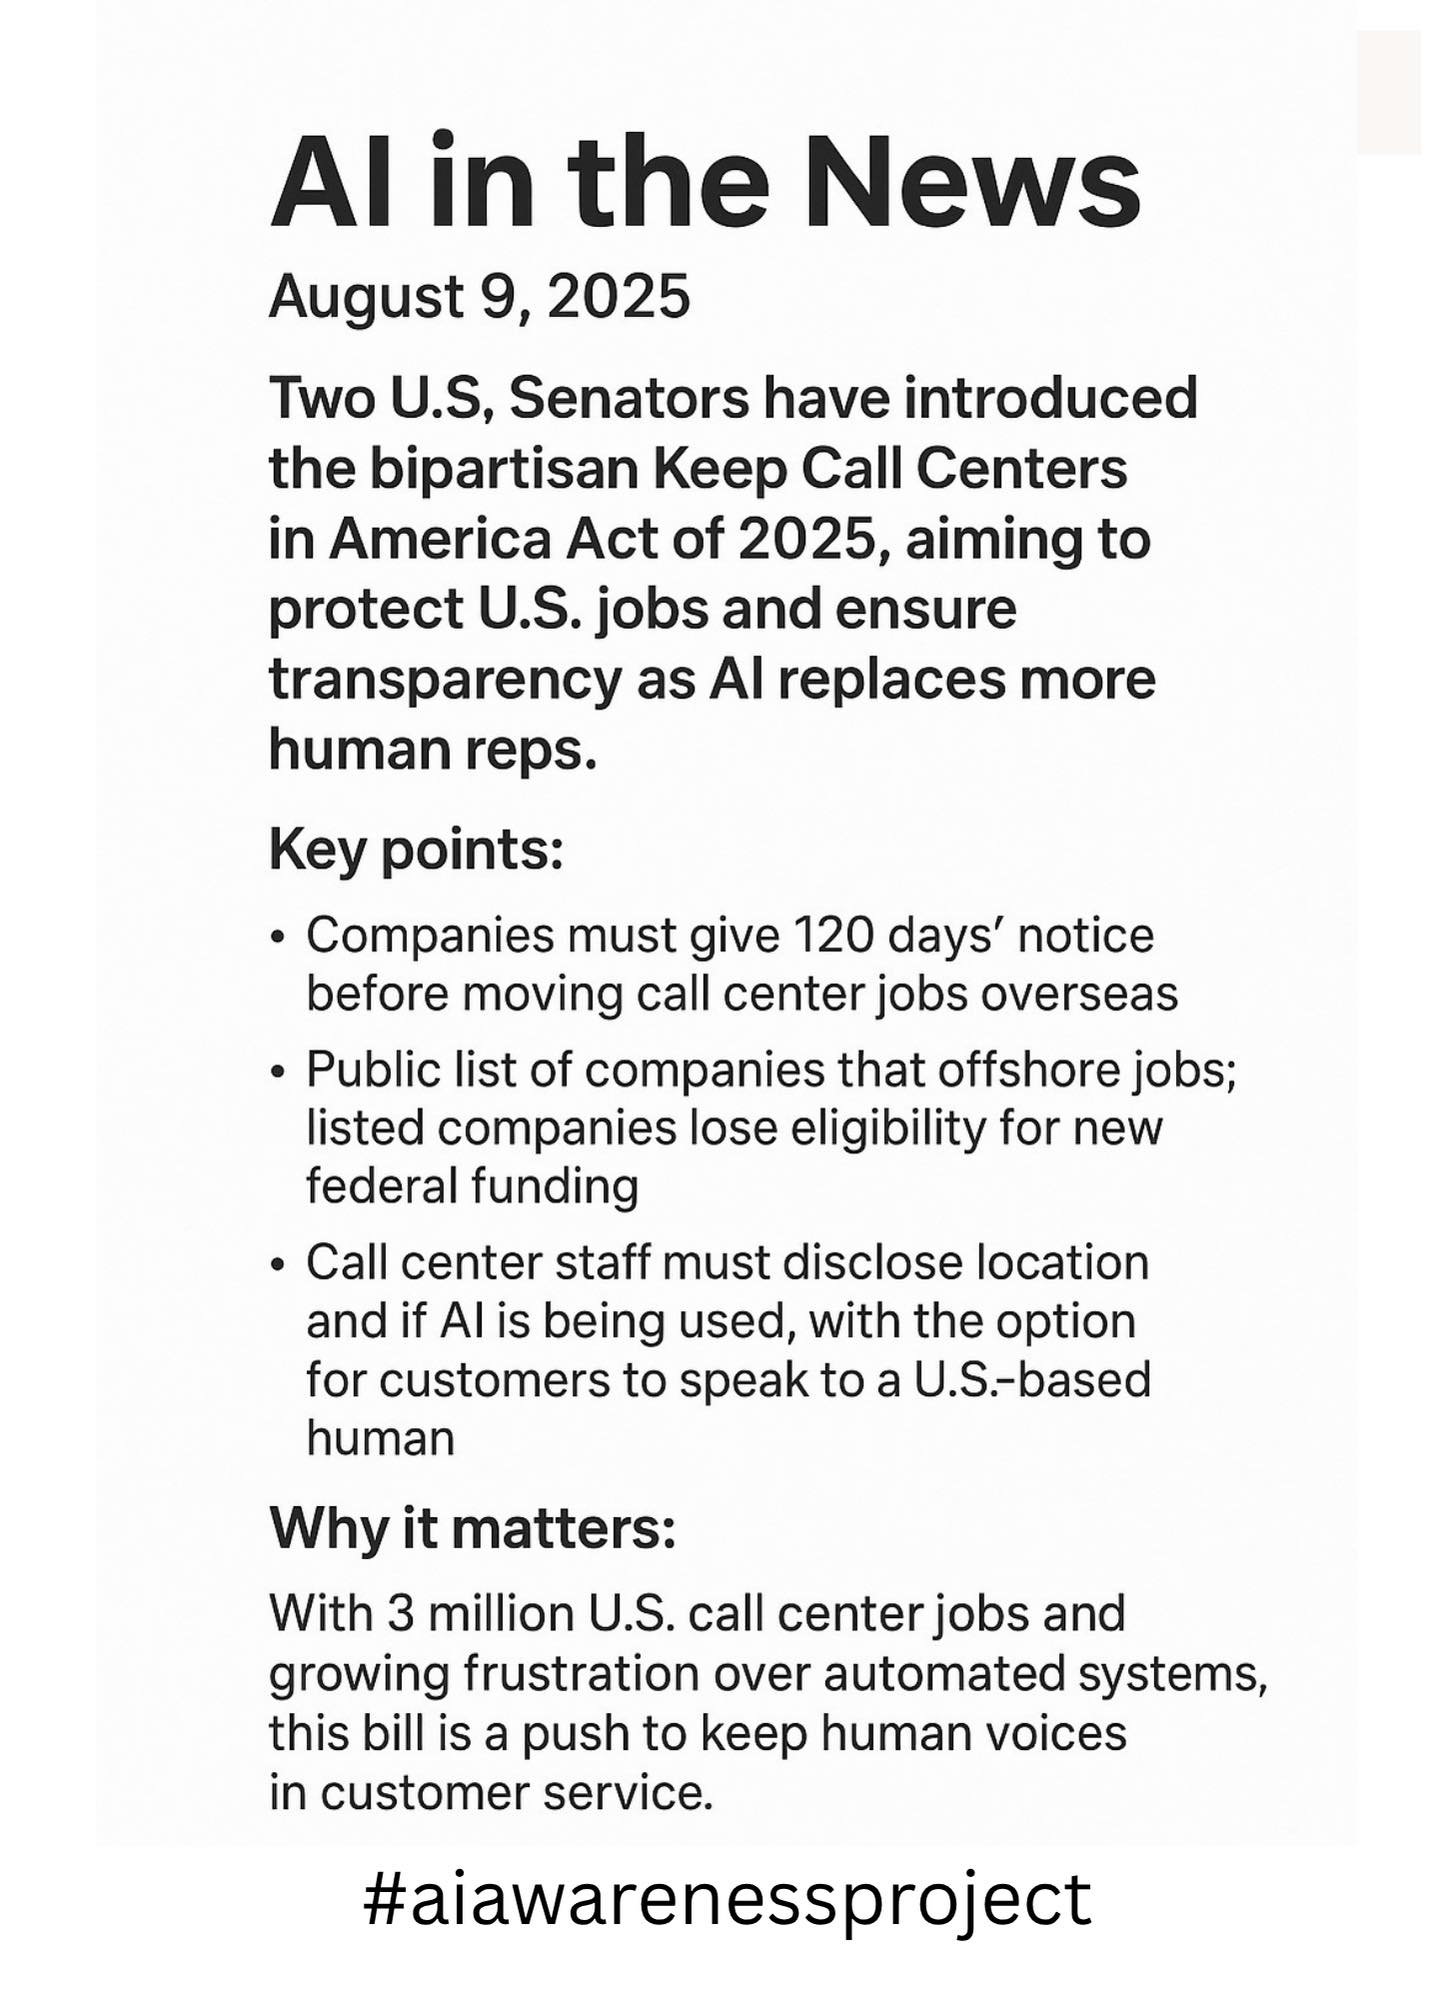 AI in the News
August 9, 2025
Two U.S, Senators have introduced
the bipartisan Keep Call Centers
in America Act of 2025, aiming to
protect U.S. jobs and ensure
transparency as AI replaces more
human reps.
Key points:
• Companies must give 120 days’ notice
before moving call center jobs overseas
• Public list of companies that offshore jobs;
listed companies lose eligibility for new
federal funding
• Call center staff must disclose location
and if AI is being used, with the option
for customers to speak to a U.S.-based
human
Why it matters:
With 3 million U.S. call center jobs and
growing frustration over automated systems,
this bill is a push to keep human voices
in customer service.
#aiawarenessproject